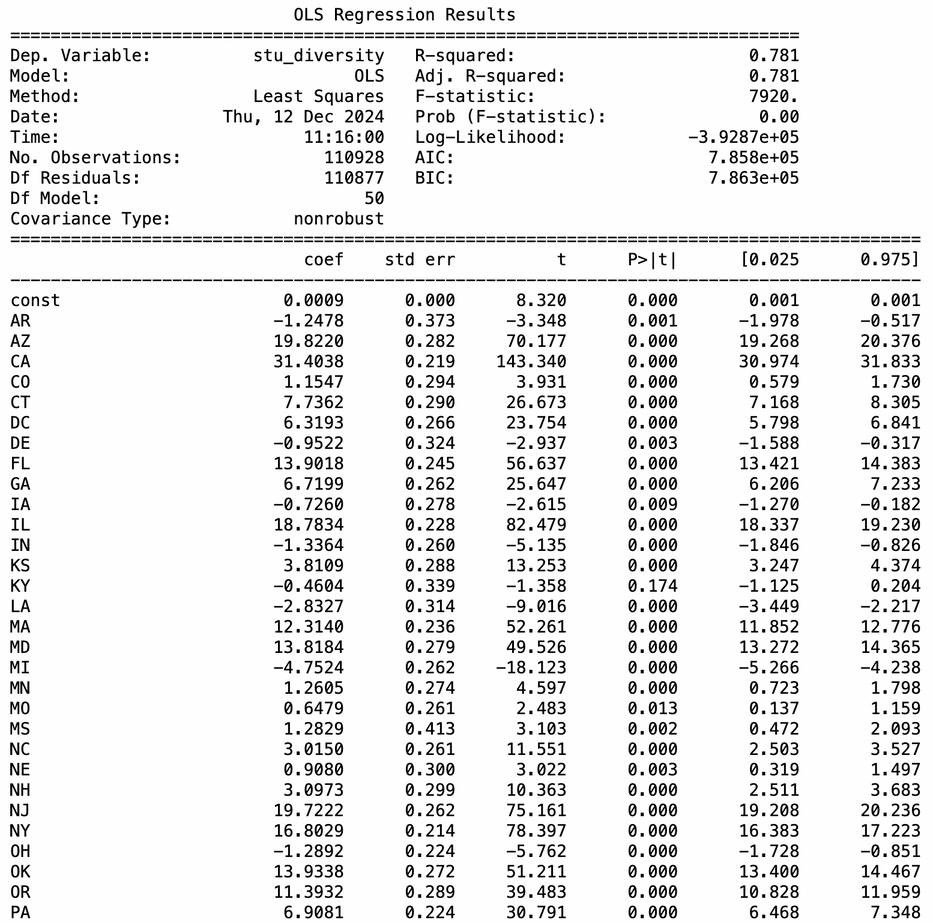 OLS Regression Results
==============================================================================
Dep. Variable: stu_diversity R-squared: 0.781
Model: OLS Adj. R-squared: 0.781
Method: Least Squares F-statistic: 7920.
Date: Thu, 12 Dec 2024 Prob (F-statistic): 0.00
Time: 11:16:00 Log-Likelihood: -3.9287e+05
No. Observations: 110928 AIC: 7.858e+05
Df Residuals: 110877 BIC: 7.863e+05
Df Model: 50
Covariance Type: nonrobust
==========================================================================================
coef std err t P>|t| [0.025 0.975]
------------------------------------------------------------------------------------------
const 0.0009 0.000 8.320 0.000 0.001 0.001
AR -1.2478 0.373 -3.348 0.001 -1.978 -0.517
AZ 19.8220 0.282 70.177 0.000 19.268 20.376
CA 31.4038 0.219 143.340 0.000 30.974 31.833
CO 1.1547 0.294 3.931 0.000 0.579 1.730
CT 7.7362 0.290 26.673 0.000 7.168 8.305
DC 6.3193 0.266 23.754 0.000 5.798 6.841
DE -0.9522 0.324 -2.937 0.003 -1.588 -0.317
FL 13.9018 0.245 56.637 0.000 13.421 14.383
GA 6.7199 0.262 25.647 0.000 6.206 7.233
IA -0.7260 0.278 -2.615 0.009 -1.270 -0.182
IL 18.7834 0.228 82.479 0.000 18.337 19.230
IN -1.3364 0.260 -5.135 0.000 -1.846 -0.826
KS 3.8109 0.288 13.253 0.000 3.247 4.374
KY -0.4604 0.339 -1.358 0.174 -1.125 0.204
LA -2.8327 0.314 -9.016 0.000 -3.449 -2.217
MA 12.3140 0.236 52.261 0.000 11.852 12.776
MD 13.8184 0.279 49.526 0.000 13.272 14.365
MI -4.7524 0.262 -18.123 0.000 -5.266 -4.238
MN 1.2605 0.274 4.597 0.000 0.723 1.798
MO 0.6479 0.261 2.483 0.013 0.137 1.159
MS 1.2829 0.413 3.103 0.002 0.472 2.093
NC 3.0150 0.261 11.551 0.000 2.503 3.527
NE 0.9080 0.300 3.022 0.003 0.319 1.497
NH 3.0973 0.299 10.363 0.000 2.511 3.683
NJ 19.7222 0.262 75.161 0.000 19.208 20.236
NY 16.8029 0.214 78.397 0.000 16.383 17.223
OH -1.2892 0.224 -5.762 0.000 -1.728 -0.851
OK 13.9338 0.272 51.211 0.000 13.400 14.467
OR 11.3932 0.289 39.483 0.000 10.828 11.959
PA 6.9081 0.224 30.791 0.000 6.468 7.348